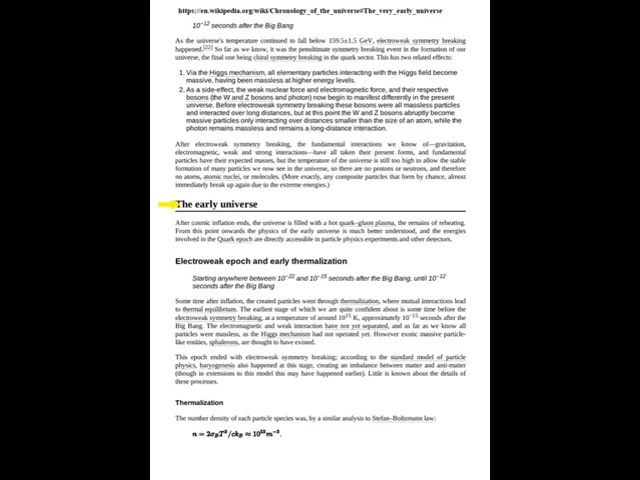 https://en.wikipedia.org/wiki/Chronology_of_the_universe#The_very_early_universe
10−12 seconds after the Big Bang
As the universe's temperature continued to fall below 159.5±1.5 GeV, electroweak symmetry breaking
happened.[22] So far as we know, it was the penultimate symmetry breaking event in the formation of our
universe, the final one being chiral symmetry breaking in the quark sector. This has two related effects:
1. Via the Higgs mechanism, all elementary particles interacting with the Higgs field become
massive, having been massless at higher energy levels.
2. As a side-effect, the weak nuclear force and electromagnetic force, and their respective
bosons (the W and Z bosons and photon) now begin to manifest differently in the present
universe. Before electroweak symmetry breaking these bosons were all massless particles
and interacted over long distances, but at this point the W and Z bosons abruptly become
massive particles only interacting over distances smaller than the size of an atom, while the
photon remains massless and remains a long-distance interaction.
After electroweak symmetry breaking, the fundamental interactions we know of—gravitation,
electromagnetic, weak and strong interactions—have all taken their present forms, and fundamental
particles have their expected masses, but the temperature of the universe is still too high to allow the stable
formation of many particles we now see in the universe, so there are no protons or neutrons, and therefore
no atoms, atomic nuclei, or molecules. (More exactly, any composite particles that form by chance, almost
immediately break up again due to the extreme energies.)
The early universe
After cosmic inflation ends, the universe is filled with a hot quark–gluon plasma, the remains of reheating.
From this point onwards the physics of the early universe is much better understood, and the energies
involved in the Quark epoch are directly accessible in particle physics experiments and other detectors.
Electroweak epoch and early thermalization
Starting anywhere between 10−22 and 10−15 seconds after the Big Bang, until 10−12
seconds after the Big Bang
Some time after inflation, the created particles went through thermalization, where mutual interactions lead
to thermal equilibrium. The earliest stage of which we are quite confident about is some time before the
electroweak symmetry breaking, at a temperature of around 1015 K, approximately 10−15 seconds after the
Big Bang. The electromagnetic and weak interaction have not yet separated, and as far as we know all
particles were massless, as the Higgs mechanism had not operated yet. However exotic massive particle-
like entities, sphalerons, are thought to have existed.
This epoch ended with electroweak symmetry breaking; according to the standard model of particle
physics, baryogenesis also happened at this stage, creating an imbalance between matter and anti-matter
(though in extensions to this model this may have happened earlier). Little is known about the details of
these processes.
Thermalization
The number density of each particle species was, by a similar analysis to Stefan–Boltzmann law:
n = 2σBT3/ckB ≈ 1053m−3.